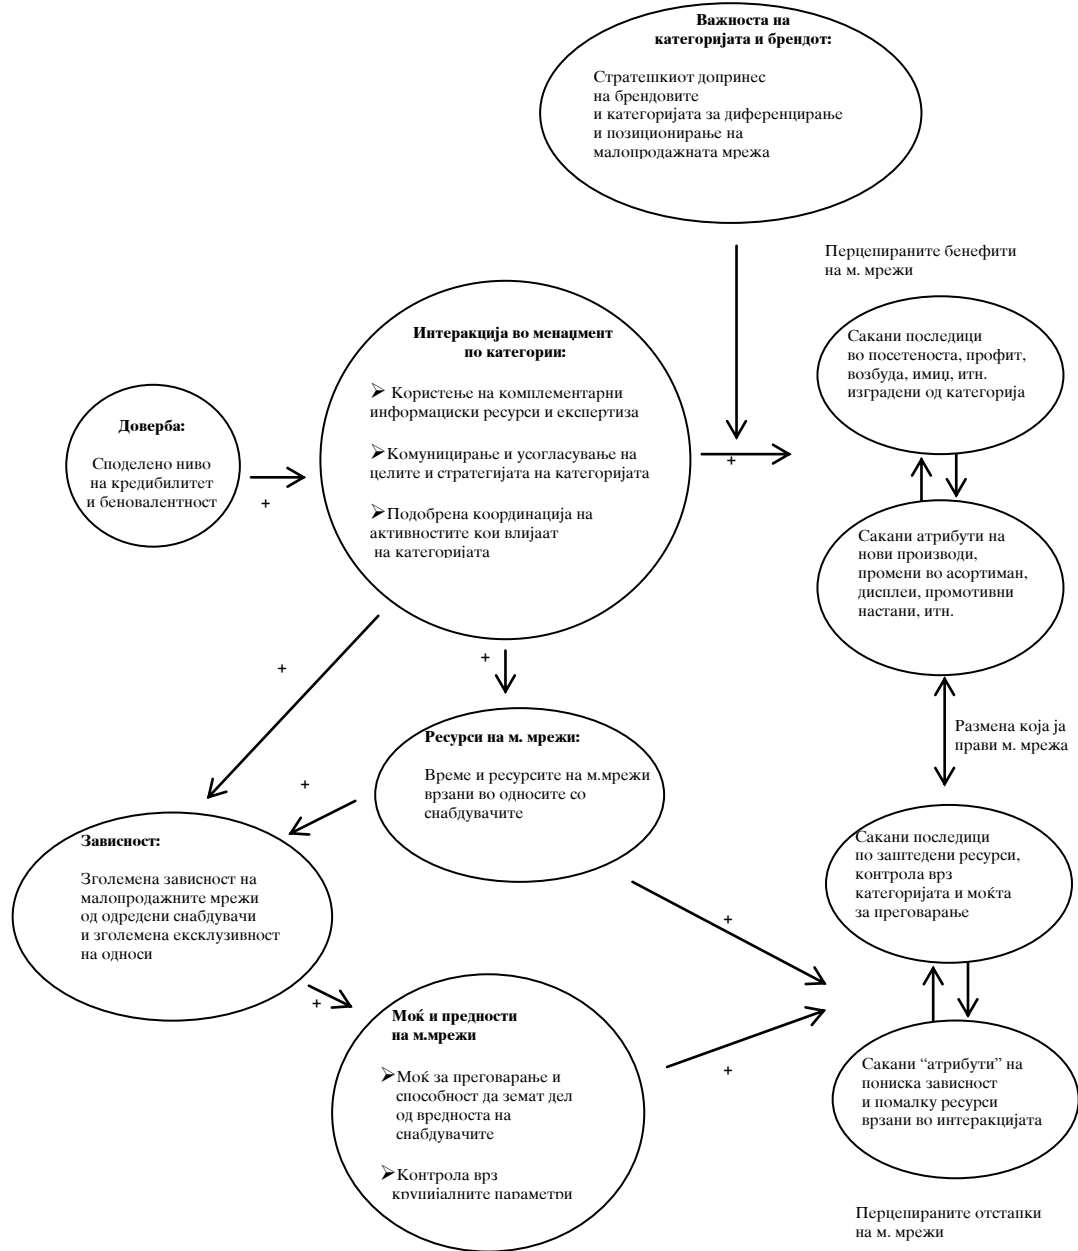 Важноста на
категоријата и брендот:
Стратешкиот допринес
на брендовите
и категоријата за диференцирање
и позиционирање на
малопродажната мрежа
Перцепираните бенефити
на м. мрежи
Интеракција во менаџмент
по категории:
➢ Користење на комплементарни
информациски ресурси и експертиза
➢ Комуницирање и усогласување на
целите и стратегијата на категоријата
➢Подобрена координација на
активностите кои влијаат
на категоријата
Сакани последици
во посетеноста, профит,
возбуда, имиџ, итн.
изградени од категорија
Доверба:
Споделено ниво
на кредибилитет
и беновалентност
+
+
Сакани атрибути на
нови производи,
промени во асортиман,
дисплеи, промотивни
настани, итн.
+
+
Размена која ја
прави м. мрежа
Ресурси на м. мрежи:
Време и ресурсите на м.мрежи
врзани во односите со
снабдувачите
+
Зависност:
Зголемена зависност на
малопродажните мрежи
од одредени снабдувачи
и зголемена ексклузивност
на односи
Сакани последици
по заштедени ресурси,
контрола врз
категоријата и моќта
за преговарање
+
+
Моќ и предности
на м.мрежи
➢Моќ за преговарање и
способност да земат дел
од вредноста на
снабдувачите
➢Контрола врз
крупијалните параметри
+
Сакани “атрибути” на
пониска зависност
и помалку ресурси
врзани во интеракцијата
Перцепираните отстапки
на м. мрежи